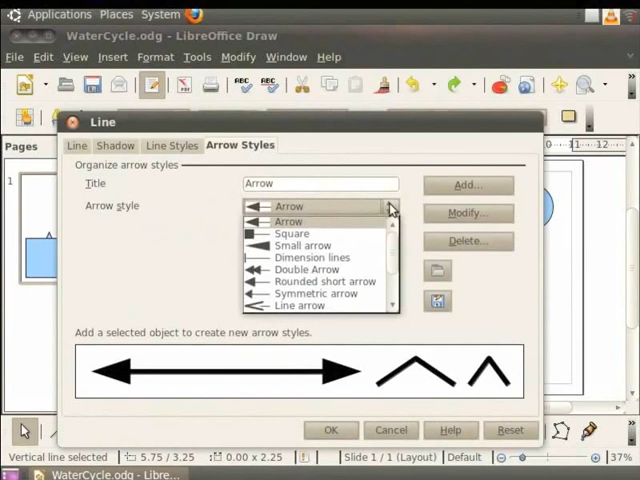 Applications Places System
WaterCycle.odg - LibreOffice Draw
File Edit View Insert Format Tools Modify Window Help
Pages
Line
11 12
1
Line Shadow Line Styles Arrow Styles
Organize arrow styles
Title Arrow Add...
Arrow style Arrow Modify...
Arrow
Square
Small arrow
Delete...
Dimension lines
Double Arrow
Rounded short arrow
Symmetric arrow
Line arrow
Add a selected object to create new arrow styles.
OK Cancel Help Reset
Vertical line selected 5.75 / 3.25 0.00 x 2.25 Slide 1 / 1 (Layout) Default 37%
WaterCycle.odg - Libre...